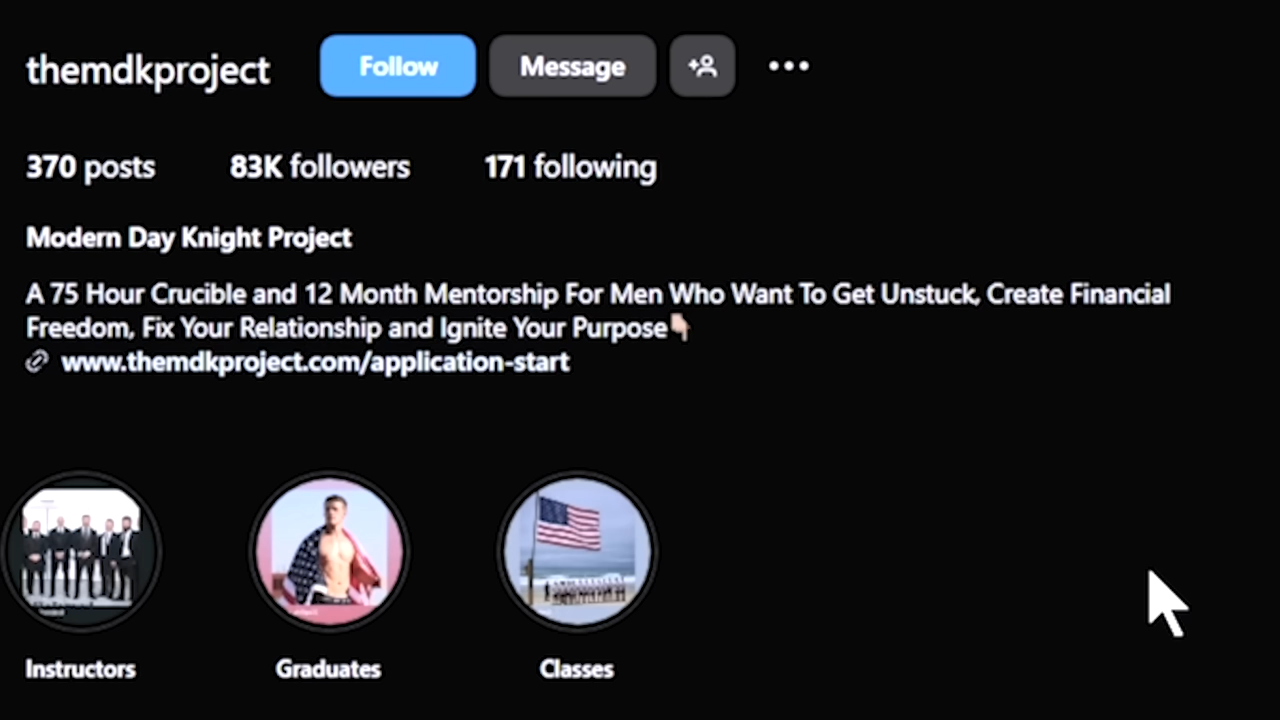 themdkproject Follow Message
370 posts 83K followers 171 following
Modern Day Knight Project
A 75 Hour Crucible and 12 Month Mentorship For Men Who Want To Get Unstuck, Create Financial
Freedom, Fix Your Relationship and Ignite Your Purpose👇🏻
www.themdkproject.com/application-start
Instructors Graduates Classes